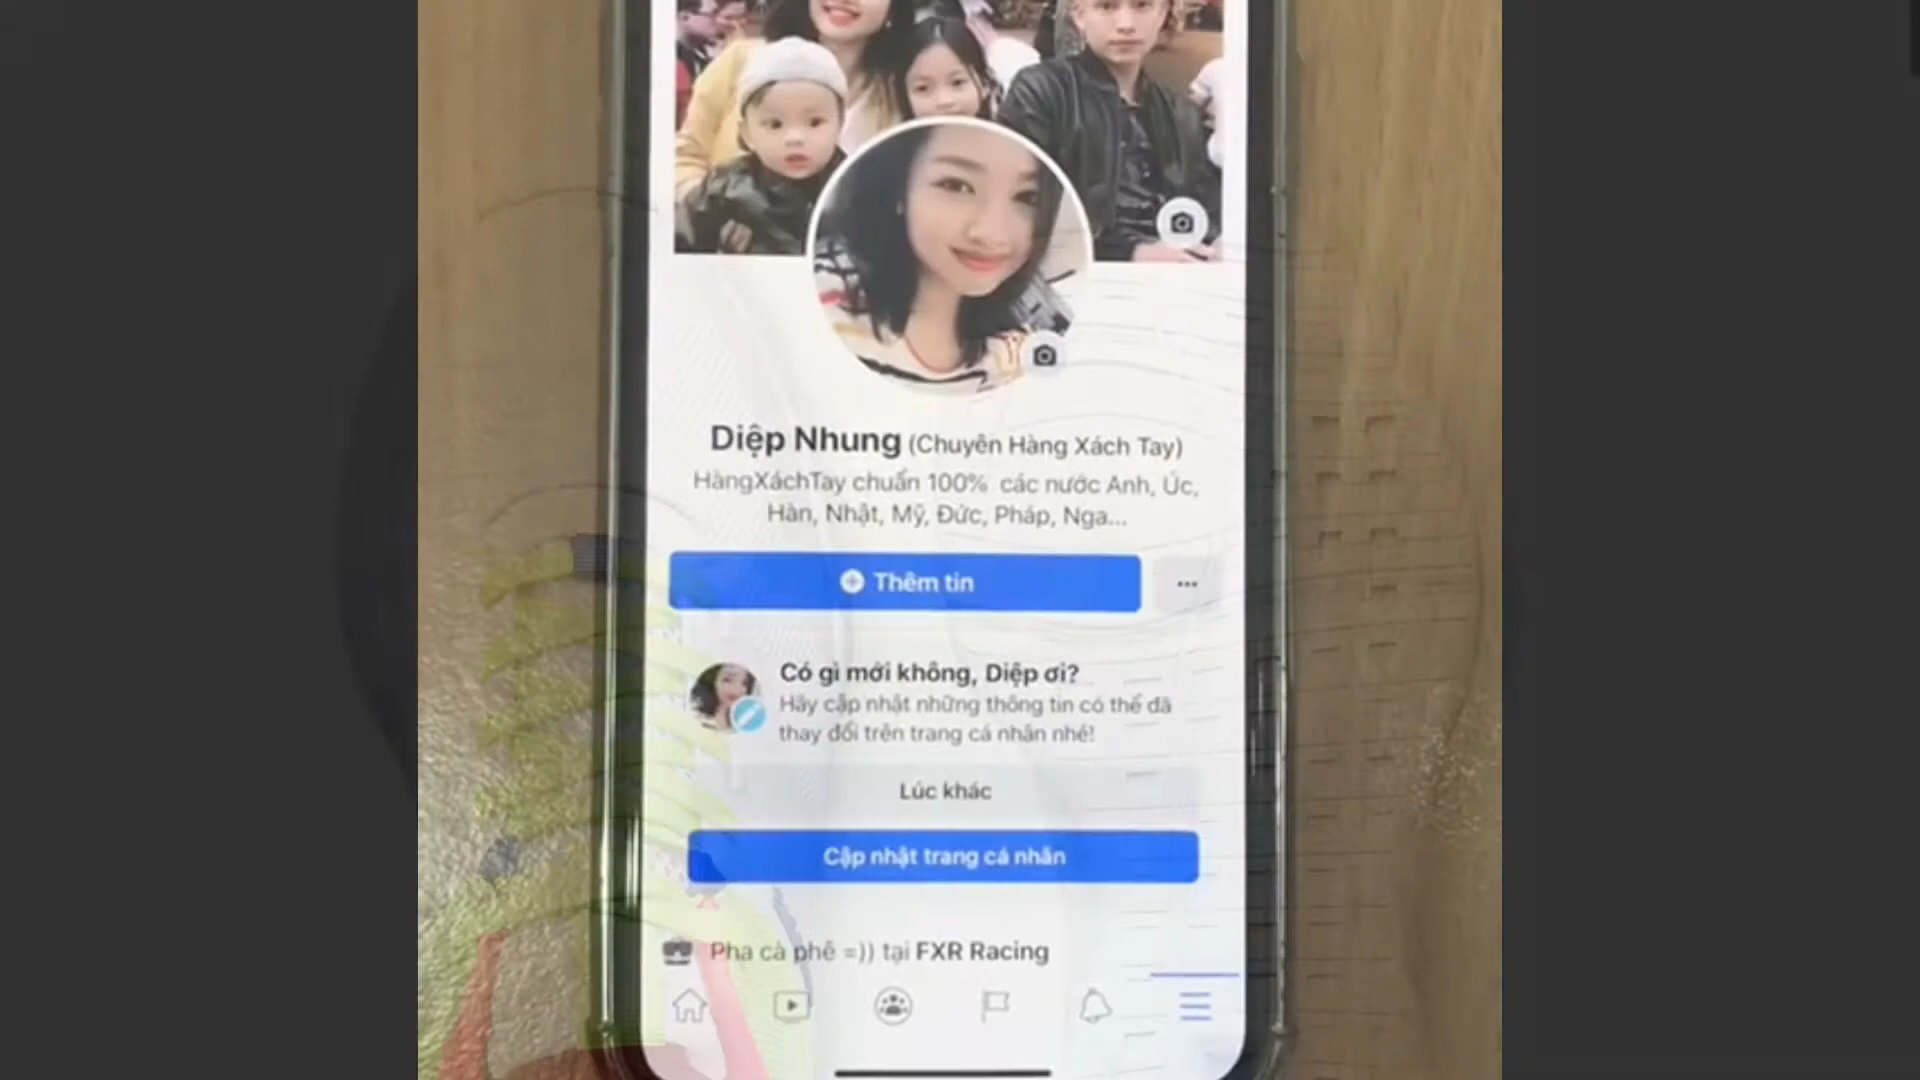 Diệp Nhung (Chuyên Hàng Xách Tay)
HàngXáchTay chuẩn 100% các nước Anh, Úc,
Hàn, Nhật, Mỹ, Đức, Pháp, Nga...
Thêm tin
Có gì mới không, Diệp ơi?
Hãy cập nhật những thông tin có thể đã
thay đổi trên trang cá nhân nhé!
Lúc khác
Cập nhật trang cá nhân
Pha cà phê =)) tại FXR Racing